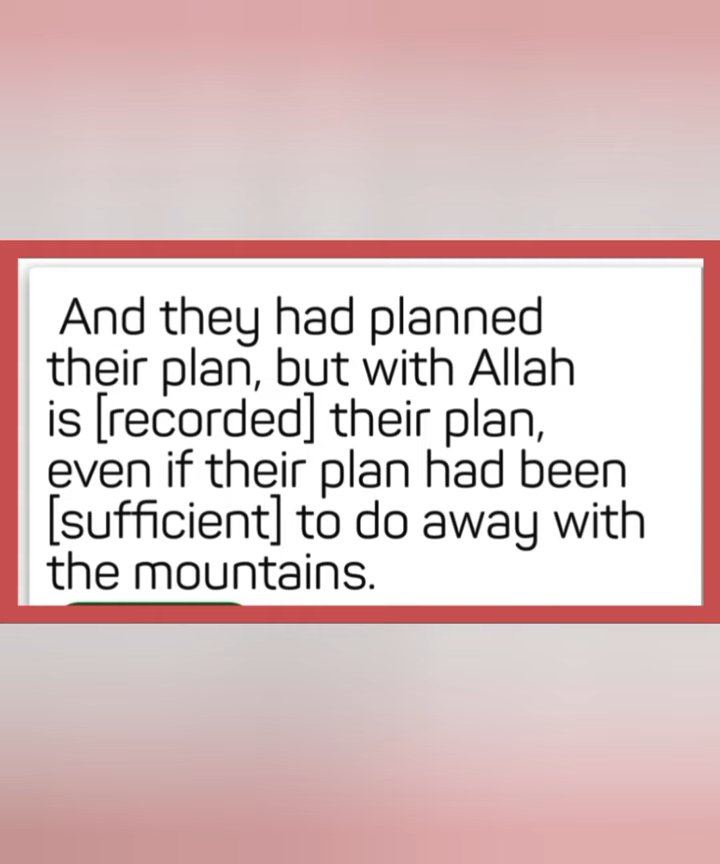 And they had planned
their plan, but with Allah
is [recorded] their plan,
even if their plan had been
[sufficient] to do away with
the mountains.